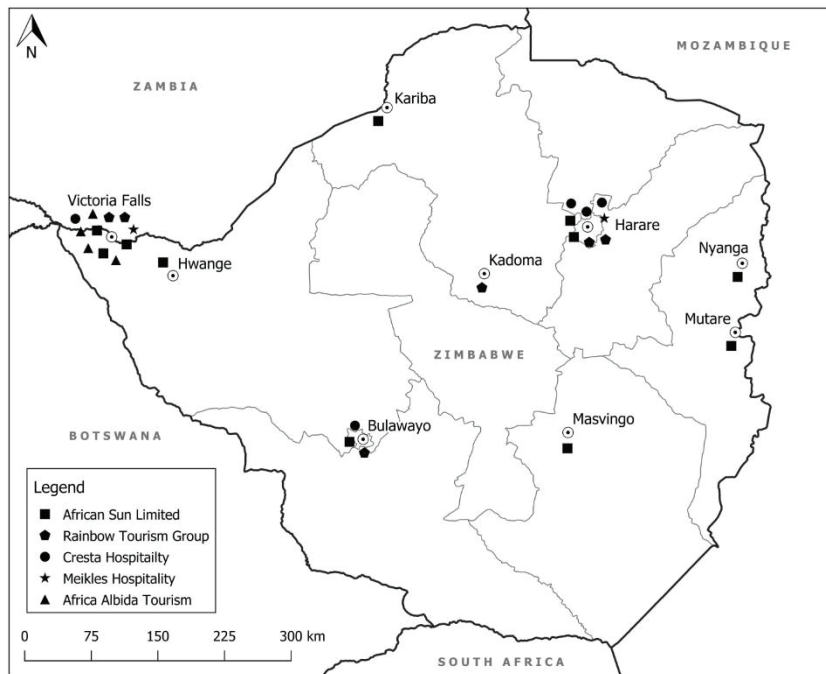 N
MOZAMBIQUE
ZAMBIA
Kariba
Victoria Falls
Harare
Hwange
Nyanga
Kadoma
Mutare
ZIMBABWE
Bulawayo
Masvingo
BOTSWANA
Legend
African Sun Limited
Rainbow Tourism Group
Cresta Hospitailty
Meikles Hospitality
Africa Albida Tourism
0 75 150 225 300 km
SOUTH AFRICA